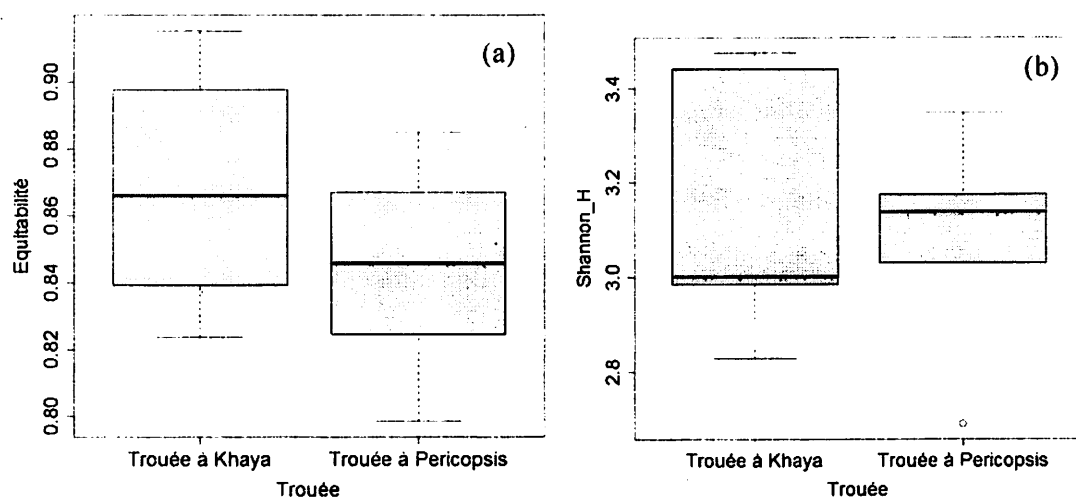 (a)
Equitabilité
0.90
0.88
0.86
0.84
0.82
0.80
Trouée à Khaya
Trouée à Pericopsis
Trouée
(b)
Shannon_H
3.4
3.2
3.0
2.8
Trouée à Khaya
Trouée à Pericopsis
Trouée